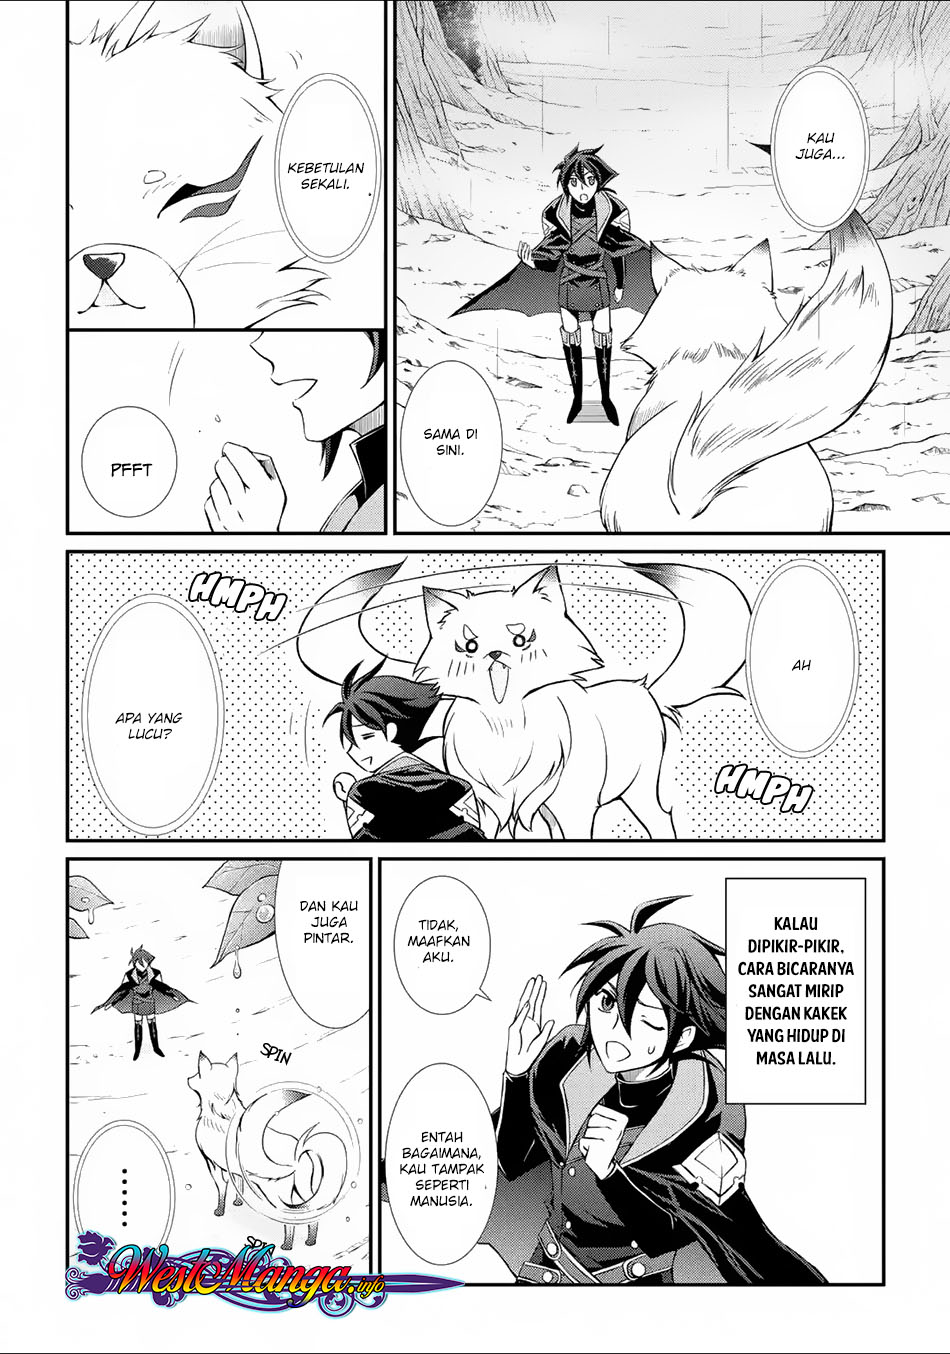 KEBETULAN
SEKALI.
KAU
JUGA...
SAMA DI
SINI.
PFFT
HMPH
AH
APA YANG
LUCU?
HMPH
DAN KAU
JUGA
PINTAR.
SPIN
......
SPIN
TIDAK,
MAAFKAN
AKU.
KALAU
DIPIKIR-PIKIR,
CARA BICARANYA
SANGAT MIRIP
DENGAN KAKEK
YANG HIDUP DI
MASA LALU.
ENTAH
BAGAIMANA,
KAU TAMPAK
SEPERTI
MANUSIA.
WestManga.info